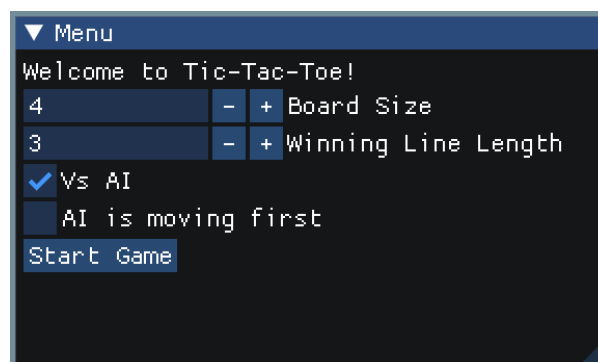 ▼ Menu
Welcome to Tic-Tac-Toe!
4 - + Board Size
3 - + Winning Line Length
Vs AI
AI is moving first
Start Game